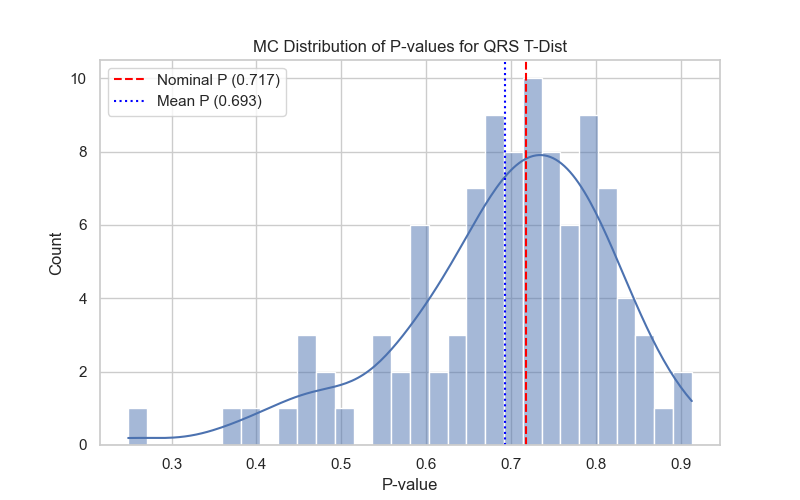 MC Distribution of P-values for QRS T-Dist
Nominal P (0.717)
Mean P (0.693)
10
8
6
4
2
0
Count
0.3 0.4 0.5 0.6 0.7 0.8 0.9
P-value